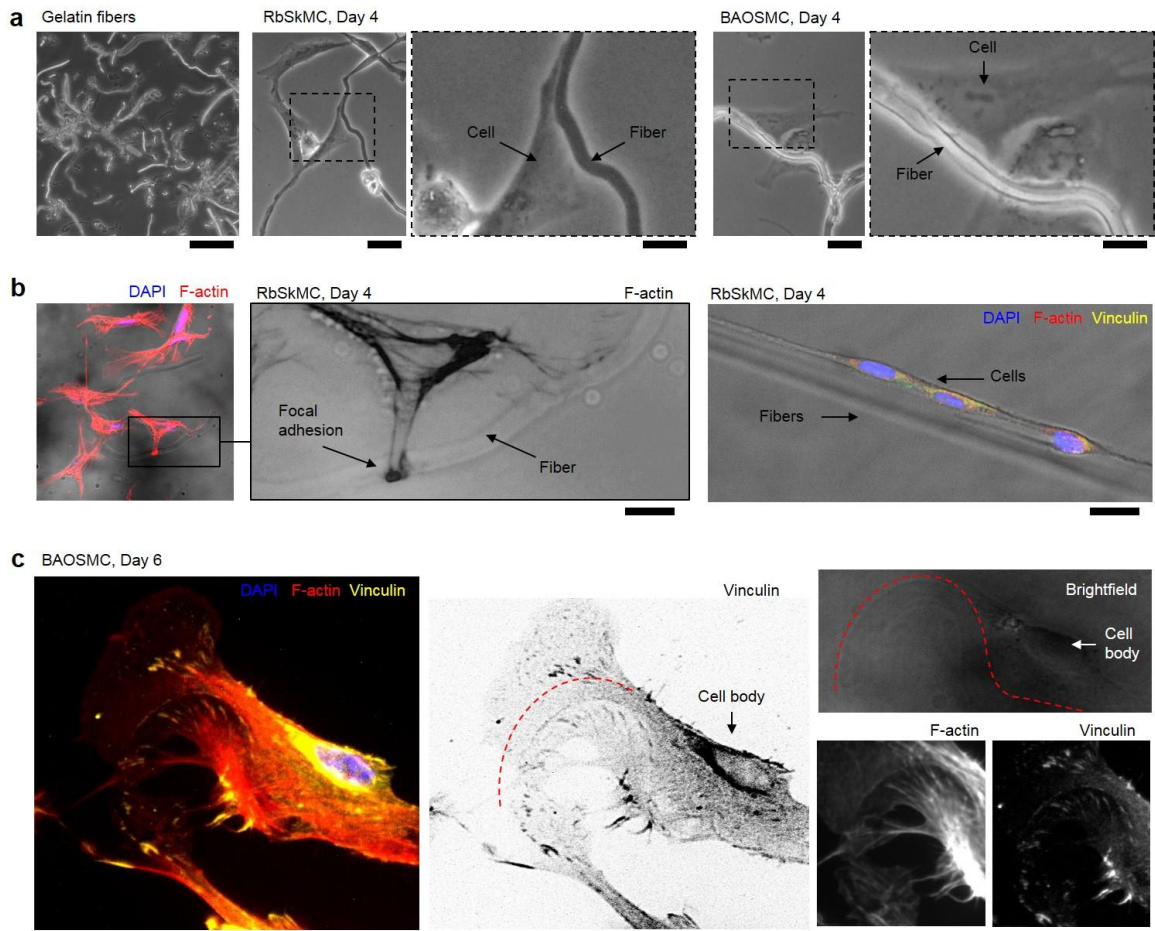 a
Gelatin fibers
RbSkMC, Day 4
BAOSMC, Day 4
Cell
Fiber
Cell
Fiber
b
DAPI F-actin
RbSkMC, Day 4
F-actin
Focal
adhesion
Fiber
RbSkMC, Day 4
DAPI F-actin Vinculin
Cells
Fibers
c
BAOSMC, Day 6
DAPI F-actin Vinculin
Vinculin
Cell body
Brightfield
Cell
body
F-actin
Vinculin